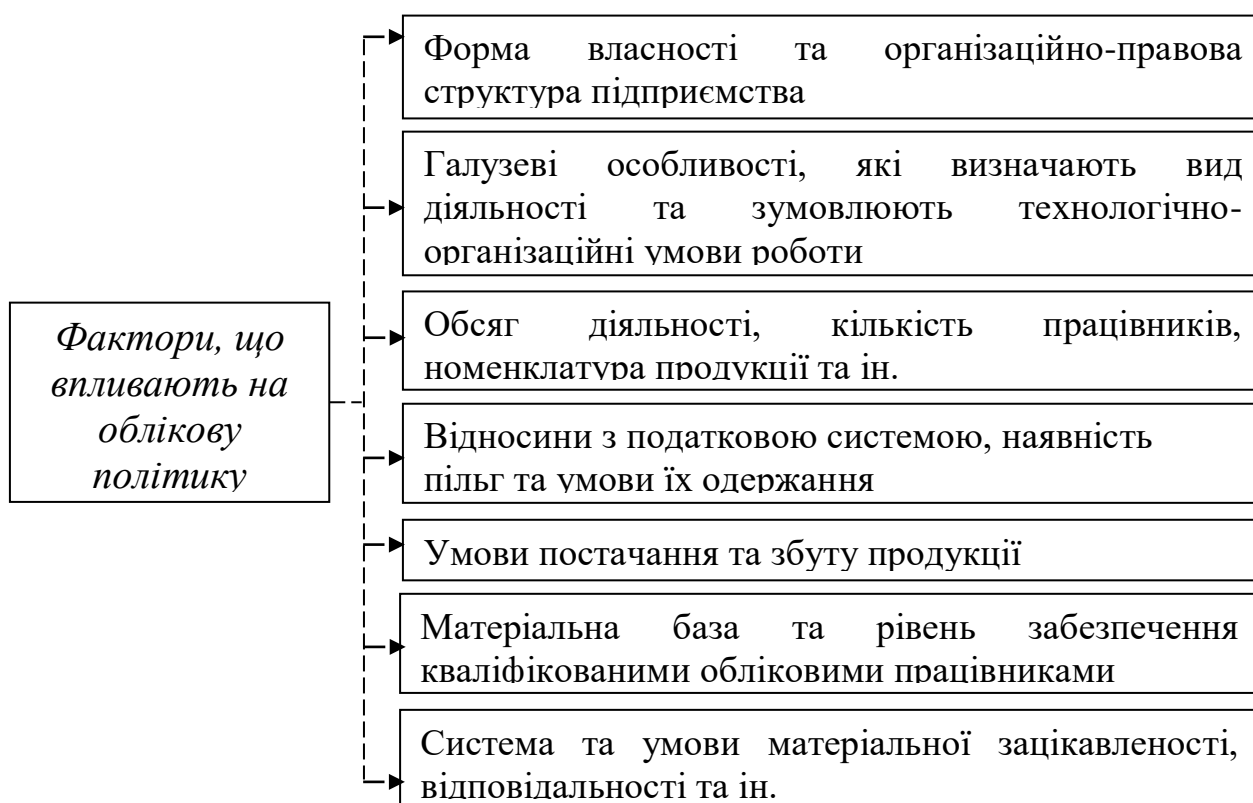 Форма власності та організаційно-правова
структура підприємства
Галузеві особливості, які визначають вид
діяльності та зумовлюють технологічно-
організаційні умови роботи
Фактори, що
впливають на
облікову
політику
Обсяг діяльності, кількість працівників,
номенклатура продукції та ін.
Відносини з податковою системою, наявність
пільг та умови їх одержання
Умови постачання та збуту продукції
Матеріальна база та рівень забезпечення
кваліфікованими обліковими працівниками
Система та умови матеріальної зацікавленості,
відповідальності та ін.